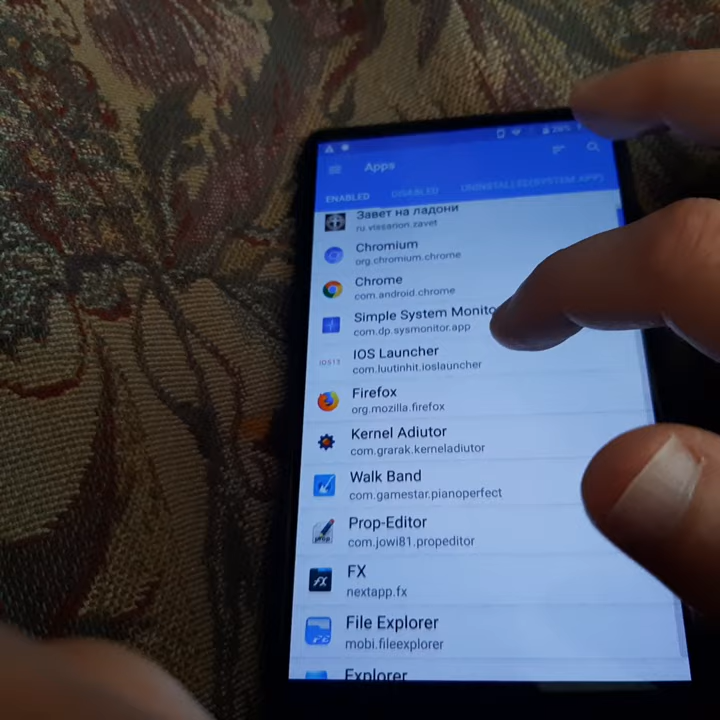 Apps
ENABLED DISABLED UNINSTALLED(SYSTEM APP)
Завет на ладони
ru.vissarion.zavet
Chromium
org.chromium.chrome
Chrome
com.android.chrome
Simple System Monito
com.dp.sysmonitor.app
IOS13
IOS Launcher
com.luutinhit.ioslauncher
Firefox
org.mozilla.firefox
Kernel Adiutor
com.grarak.kerneladiutor
Walk Band
com.gamestar.pianoperfect
Prop-Editor
com.jowi81.propeditor
FX
nextapp.fx
File Explorer
mobi.fileexplorer
Explorer